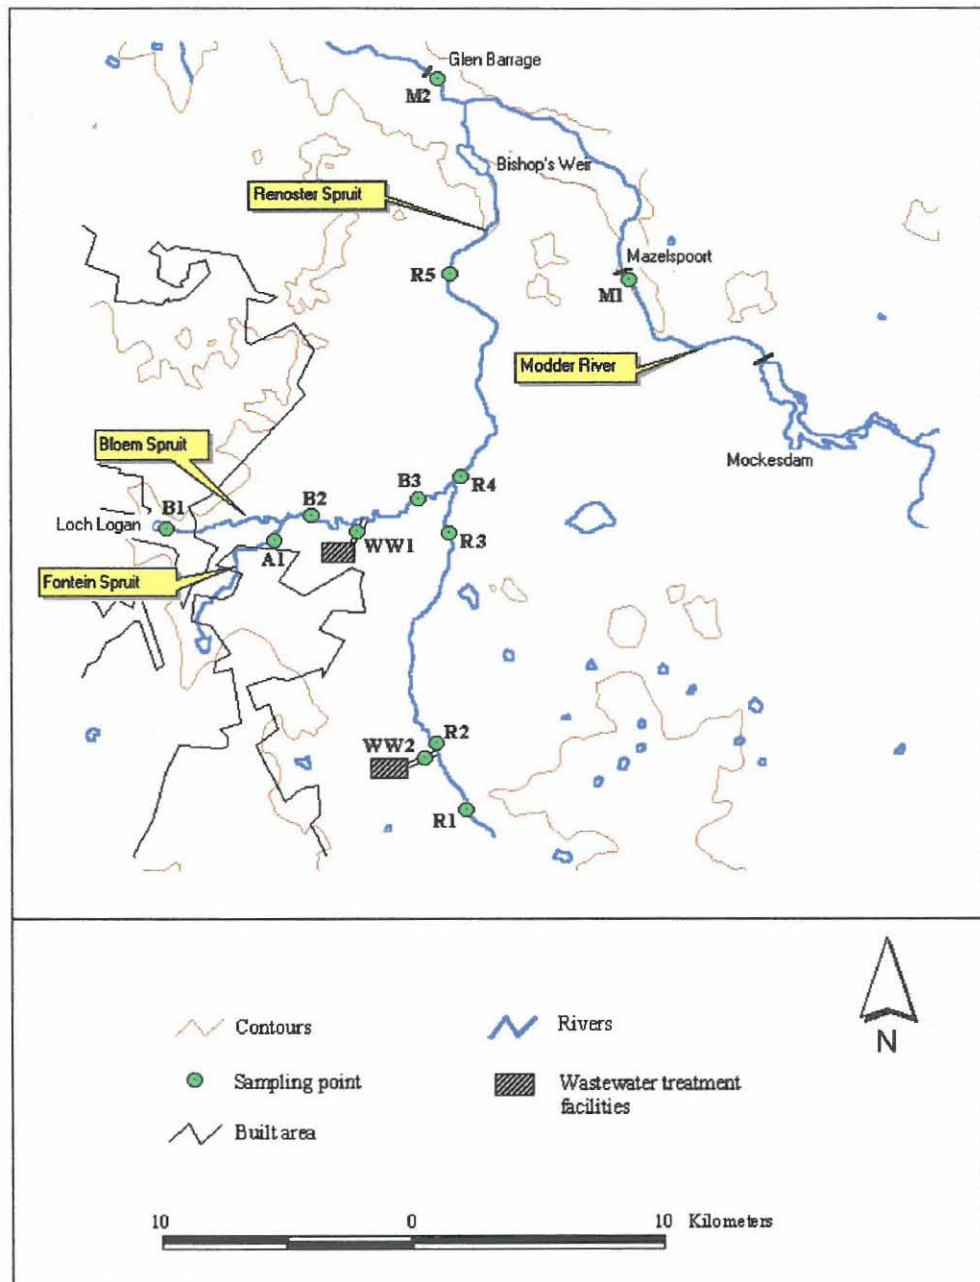 Glen Barrage
M2
Bishop's Weir
Renoster Spruit
Mazelspoort
R5
M1
Modder River
Bloem Spruit
Mockesdam
B3
R4
B2
B1
Loch Logan
R3
WW1
A1
Fontein Spruit
R2
WW2
R1
Contours
Rivers
N
Sampling point
Wastewater treatment
facilities
Built area
10
0
10
Kilometers